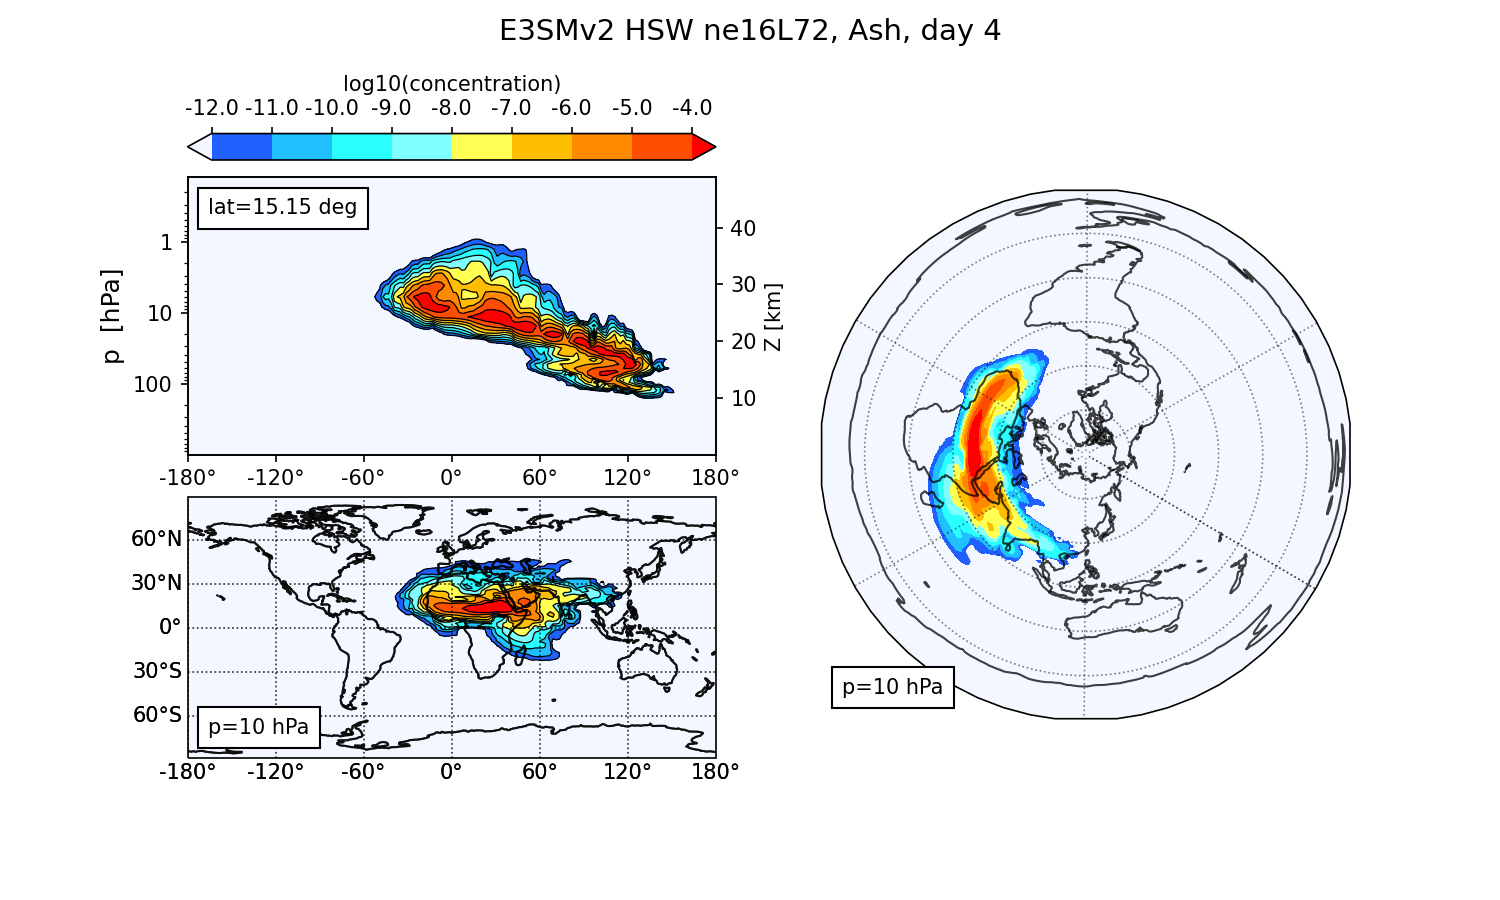 E3SMv2 HSW ne16L72, Ash, day 4
log10(concentration)
-12.0 -11.0 -10.0 -9.0 -8.0 -7.0 -6.0 -5.0 -4.0
lat=15.15 deg
p [hPa]
1
10
100
40
30
20
10
Z [km]
-180° -120° -60° 0° 60° 120° 180°
60°N
30°N
0°
30°S
60°S
p=10 hPa
-180° -120° -60° 0° 60° 120° 180°
p=10 hPa